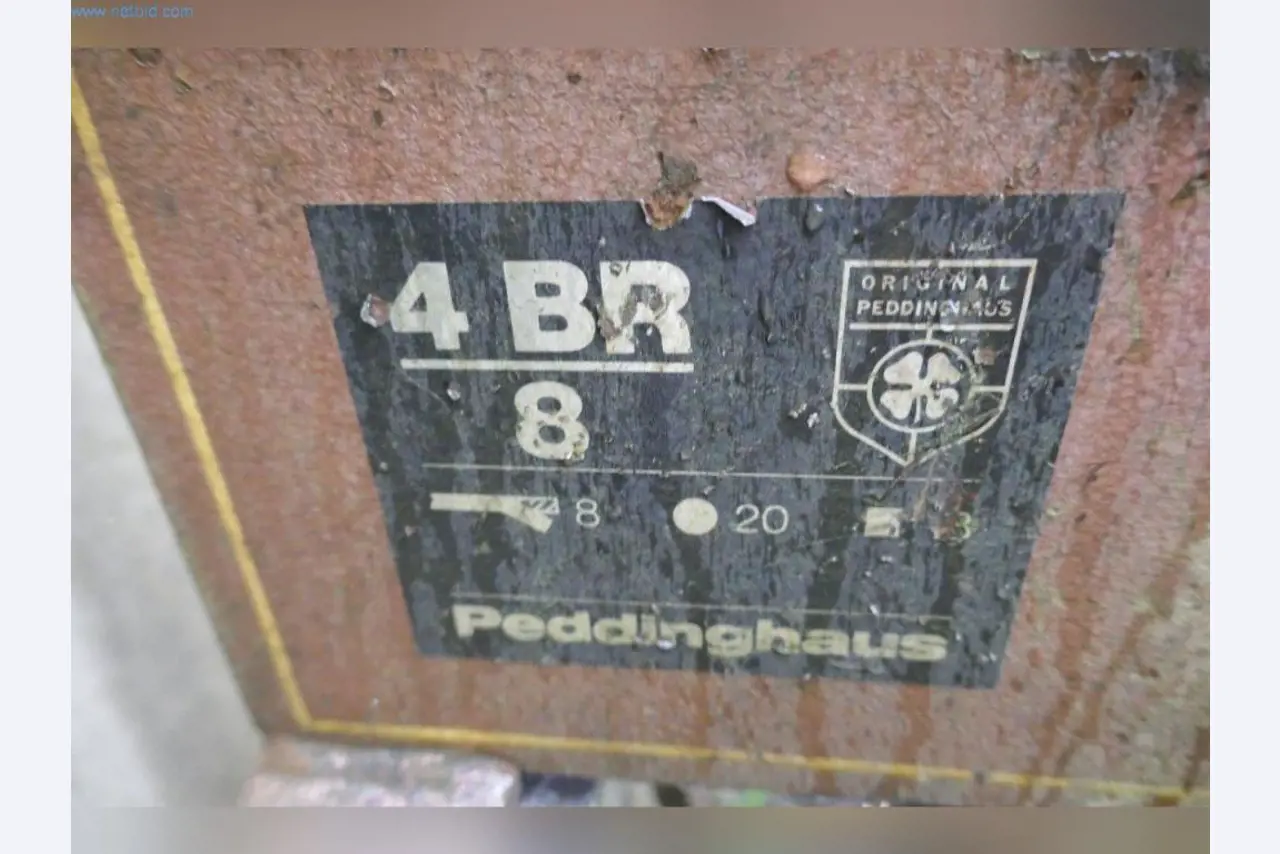 www.netbid.com
4 BR
8
ORIGINAL
PEDDINGHAUS
8 20
Peddinghaus